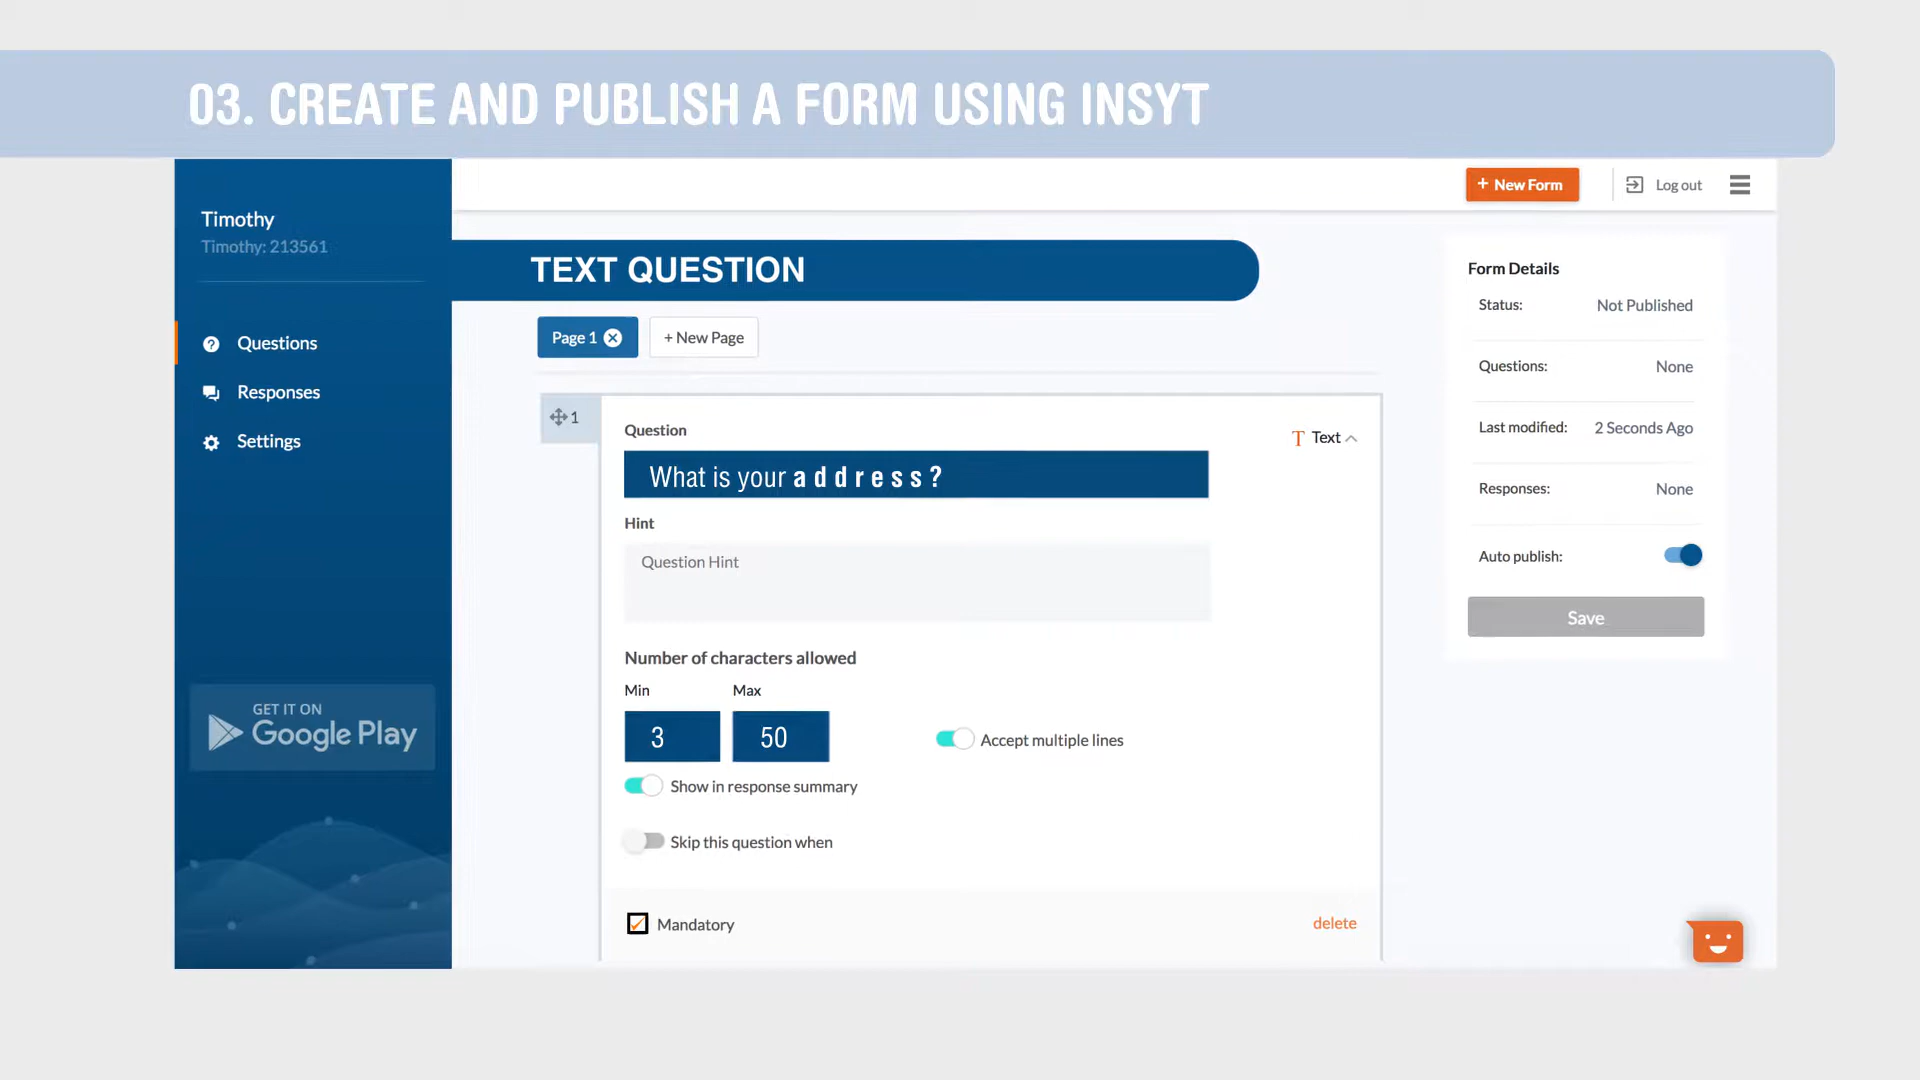 03. CREATE AND PUBLISH A FORM USING INSYT
+ New Form
Log out
Timothy
Timothy: 213561
Questions
Responses
Settings
GET IT ON
Google Play
TEXT QUESTION
Page 1
+ New Page
1
Question
T Text
What is your address?
Hint
Question Hint
Number of characters allowed
Min Max
3 50
Accept multiple lines
Show in response summary
Skip this question when
Mandatory
delete
Form Details
Status: Not Published
Questions: None
Last modified: 2 Seconds Ago
Responses: None
Auto publish:
Save